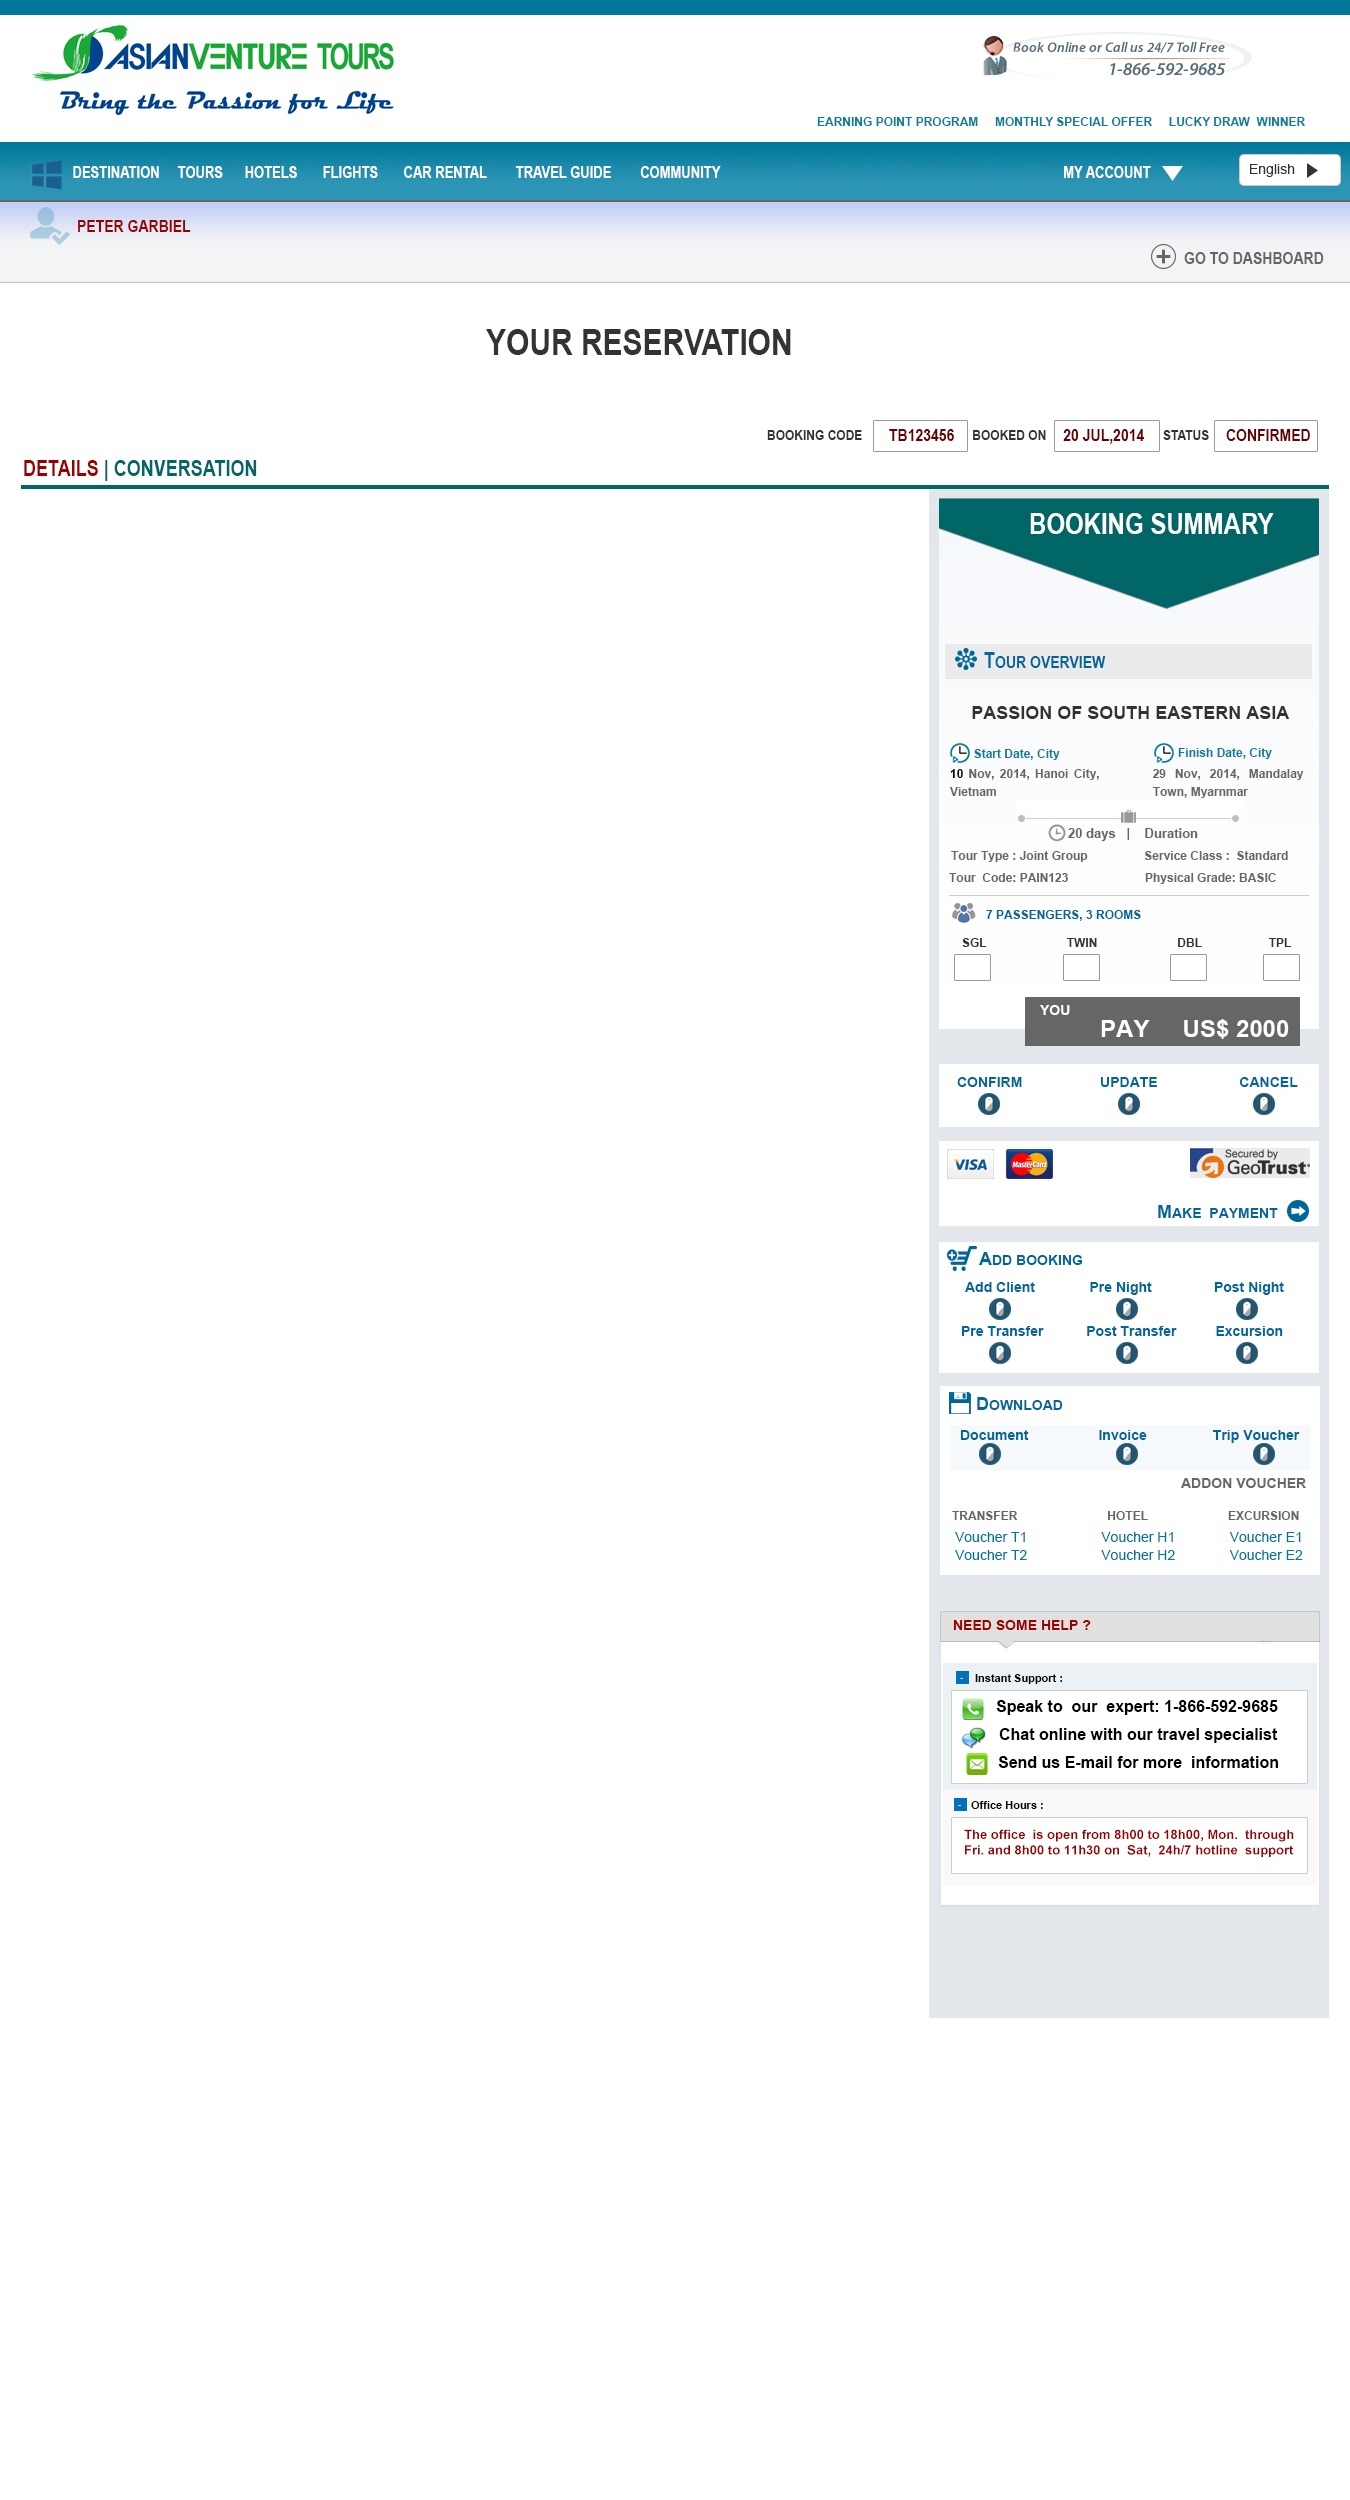 ASIANVENTURE TOURS
Bring the Passion for Life
Book Online or Call us 24/7 Toll Free
1-866-592-9685
EARNING POINT PROGRAM MONTHLY SPECIAL OFFER LUCKY DRAW WINNER
DESTINATION TOURS HOTELS FLIGHTS CAR RENTAL TRAVEL GUIDE COMMUNITY MY ACCOUNT English
PETER GARBIEL
GO TO DASHBOARD
YOUR RESERVATION
BOOKING CODE TB123456 BOOKED ON 20 JUL,2014 STATUS CONFIRMED
DETAILS | CONVERSATION
BOOKING SUMMARY
TOUR OVERVIEW
PASSION OF SOUTH EASTERN ASIA
Start Date, City Finish Date, City
10 Nov, 2014, Hanoi City, 29 Nov, 2014, Mandalay
Vietnam Town, Myarnmar
20 days | Duration
Tour Type : Joint Group Service Class : Standard
Tour Code: PAIN123 Physical Grade: BASIC
7 PASSENGERS, 3 ROOMS
SGL TWIN DBL TPL
YOU
PAY US$ 2000
CONFIRM UPDATE CANCEL
VISA MasterCard Secured by
GeoTrust
MAKE PAYMENT
ADD BOOKING
Add Client Pre Night Post Night
Pre Transfer Post Transfer Excursion
DOWNLOAD
Document Invoice Trip Voucher
ADDON VOUCHER
TRANSFER HOTEL EXCURSION
Voucher T1 Voucher H1 Voucher E1
Voucher T2 Voucher H2 Voucher E2
NEED SOME HELP ?
- Instant Support :
Speak to our expert: 1-866-592-9685
Chat online with our travel specialist
Send us E-mail for more information
- Office Hours :
The office is open from 8h00 to 18h00, Mon. through
Fri. and 8h00 to 11h30 on Sat, 24h/7 hotline support